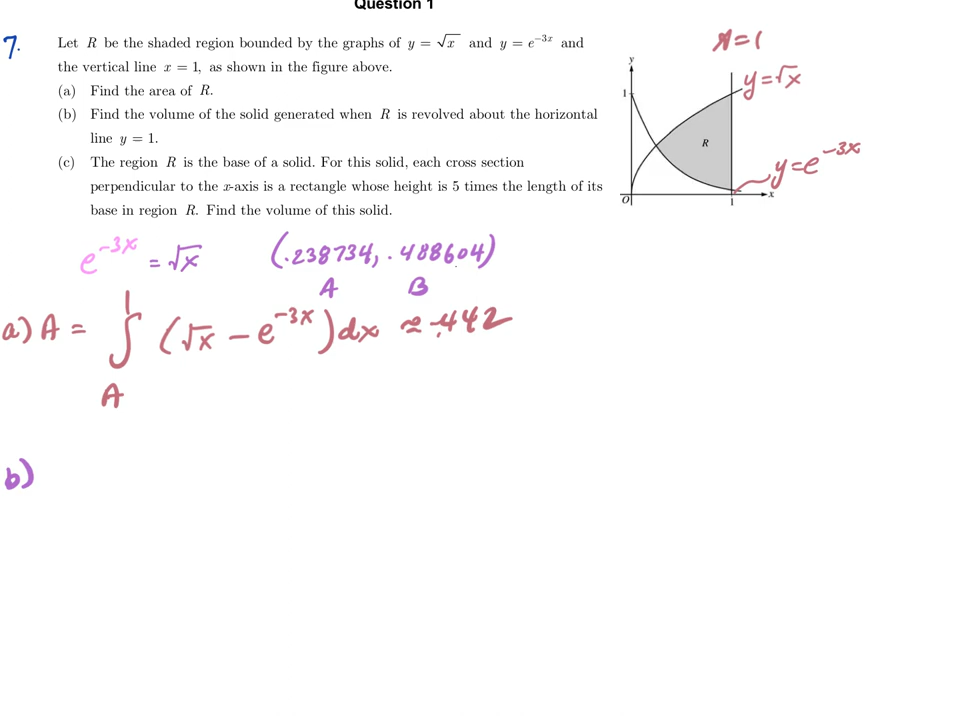 Question 1
7. Let R be the shaded region bounded by the graphs of y = √x and y = e^{-3x} and
the vertical line x = 1, as shown in the figure above.
(a) Find the area of R.
(b) Find the volume of the solid generated when R is revolved about the horizontal
line y = 1.
(c) The region R is the base of a solid. For this solid, each cross section
perpendicular to the x-axis is a rectangle whose height is 5 times the length of its
base in region R. Find the volume of this solid.
x=1
y
1
y=√x
R
y=e^{-3x}
O
1
x
e^{-3x} = √x (.238734, .488604)
A B
a) A = ∫_A^1 (√x - e^{-3x}) dx ≈ .442
b)